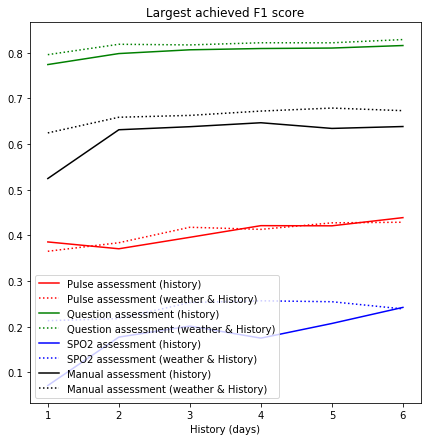 Largest achieved F1 score
0.8
0.7
0.6
0.5
0.4
0.3
0.2
0.1
Pulse assessment (history)
Pulse assessment (weather & History)
Question assessment (history)
Question assessment (weather & History)
SPO2 assessment (history)
SPO2 assessment (weather & History)
Manual assessment (history)
Manual assessment (weather & History)
1 2 3 4 5 6
History (days)